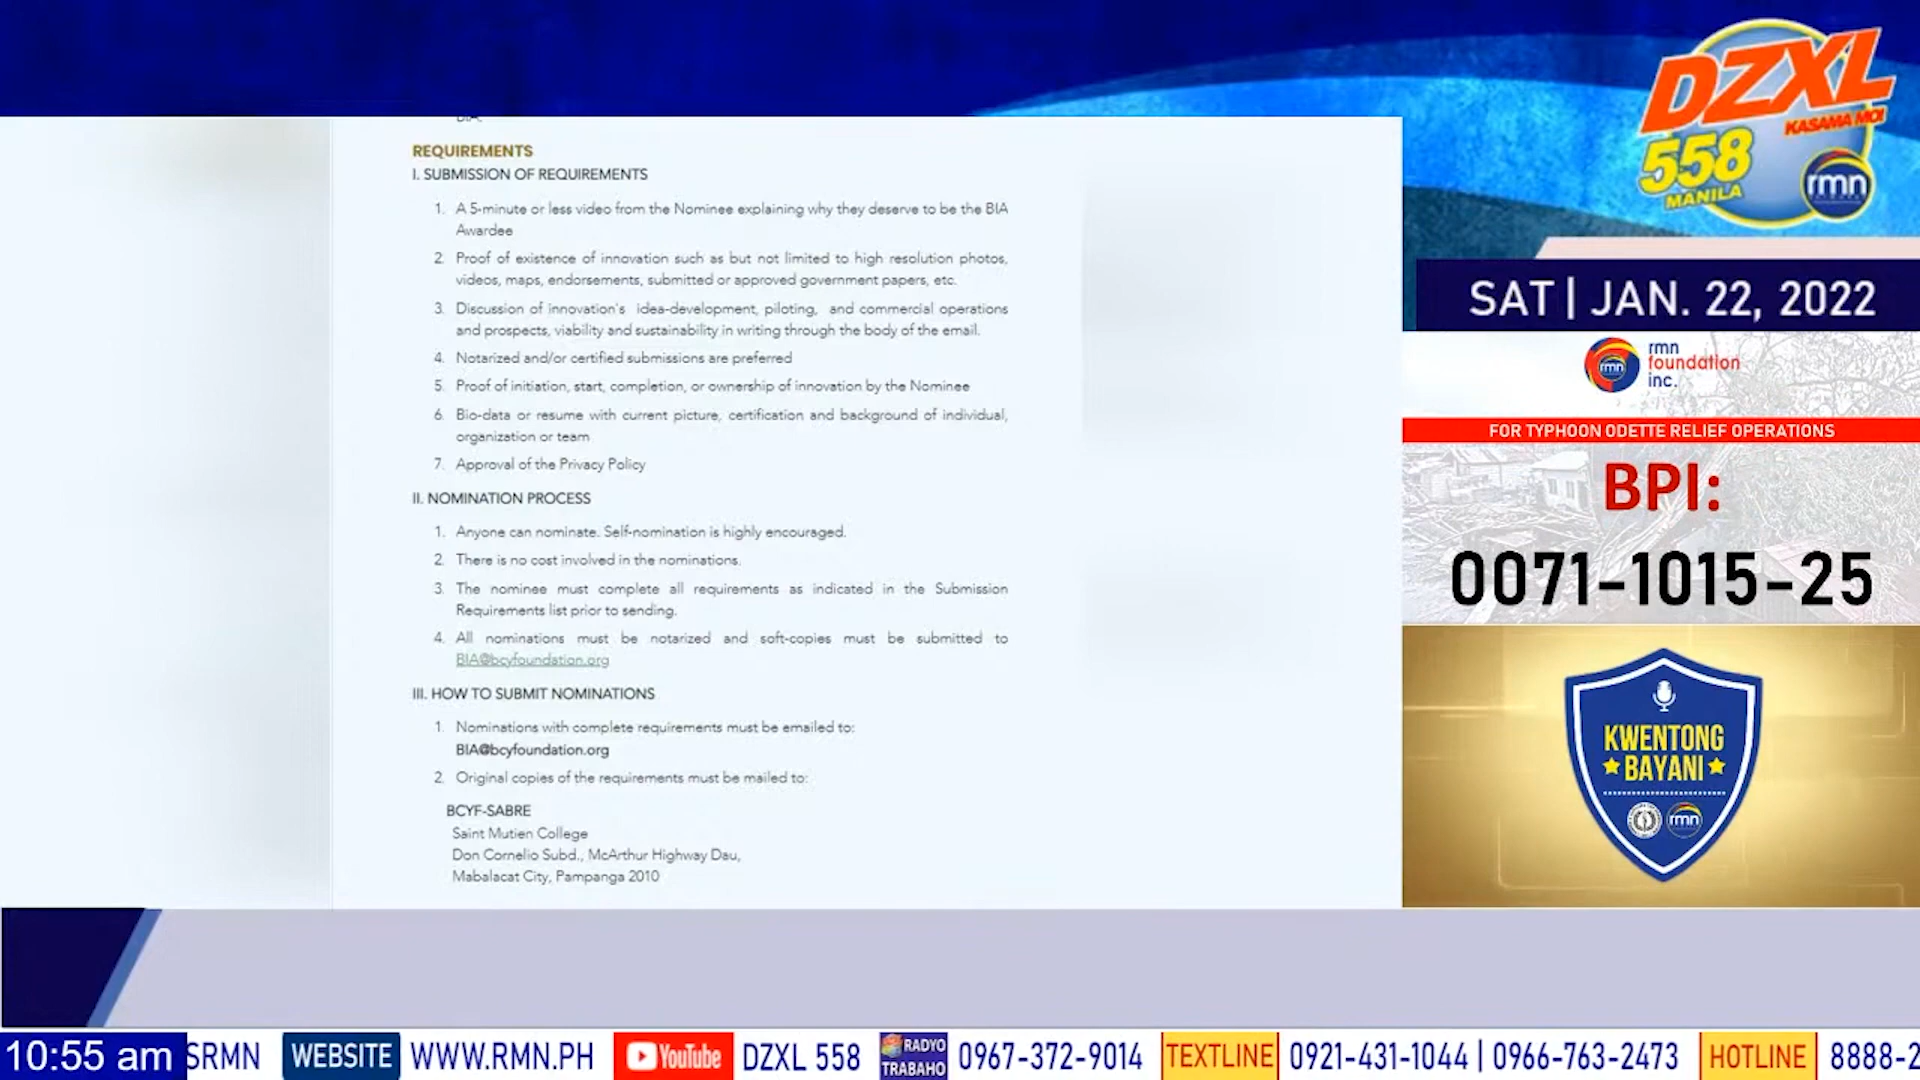 BIA.
REQUIREMENTS
I. SUBMISSION OF REQUIREMENTS
1. A 5-minute or less video from the Nominee explaining why they deserve to be the BIA
Awardee
2. Proof of existence of innovation such as but not limited to high resolution photos,
videos, maps, endorsements, submitted or approved government papers, etc.
3. Discussion of innovation's idea-development, piloting, and commercial operations
and prospects, viability and sustainability in writing through the body of the email.
4. Notarized and/or certified submissions are preferred
5. Proof of initiation, start, completion, or ownership of innovation by the Nominee
6. Bio-data or resume with current picture, certification and background of individual,
organization or team
7. Approval of the Privacy Policy
II. NOMINATION PROCESS
1. Anyone can nominate. Self-nomination is highly encouraged.
2. There is no cost involved in the nominations.
3. The nominee must complete all requirements as indicated in the Submission
Requirements list prior to sending.
4. All nominations must be notarized and soft-copies must be submitted to
BIA@bcyfoundation.org
III. HOW TO SUBMIT NOMINATIONS
1. Nominations with complete requirements must be emailed to:
BIA@bcyfoundation.org
2. Original copies of the requirements must be mailed to:
BCYF-SABRE
Saint Mutien College
Don Cornelio Subd., McArthur Highway Dau,
Mabalacat City, Pampanga 2010
DZXL
KASAMA MO!
558
MANILA
rmn
SAT | JAN. 22, 2022
rmn
rmn
foundation
inc.
FOR TYPHOON ODETTE RELIEF OPERATIONS
BPI:
0071-1015-25
KWENTONG
BAYANI
rmn
10:55 am SRMN WEBSITE WWW.RMN.PH YouTube DZXL 558 RADYO TRABAHO 0967-372-9014 TEXTLINE 0921-431-1044 | 0966-763-2473 HOTLINE 8888-2